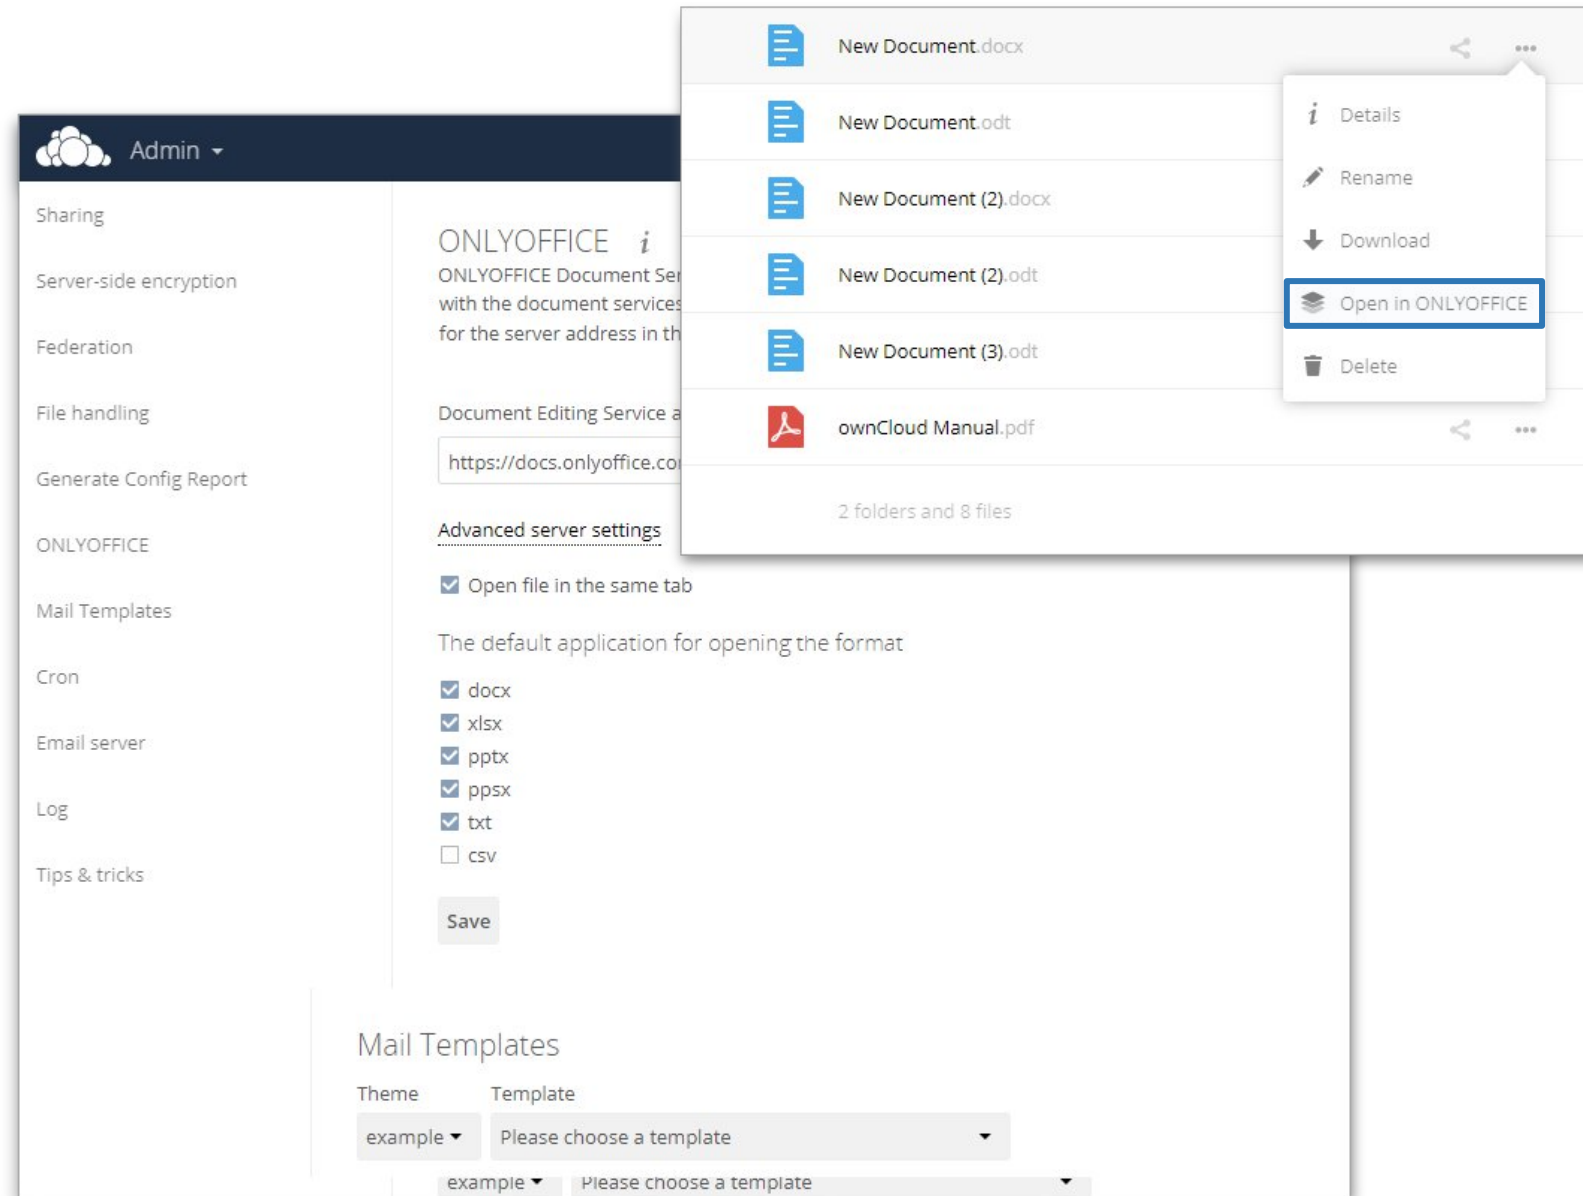 New Document.docx
New Document.odt
New Document (2).docx
New Document (2).odt
New Document (3).odt
ownCloud Manual.pdf
2 folders and 8 files
Details
Rename
Download
Open in ONLYOFFICE
Delete
Admin
Sharing
Server-side encryption
Federation
File handling
Generate Config Report
ONLYOFFICE
Mail Templates
Cron
Email server
Log
Tips & tricks
ONLYOFFICE i
ONLYOFFICE Document Ser
with the document services
for the server address in th
Document Editing Service a
https://docs.onlyoffice.co
Advanced server settings
Open file in the same tab
The default application for opening the format
docx
xlsx
pptx
ppsx
txt
csv
Save
Mail Templates
Theme Template
example Please choose a template
example Please choose a template